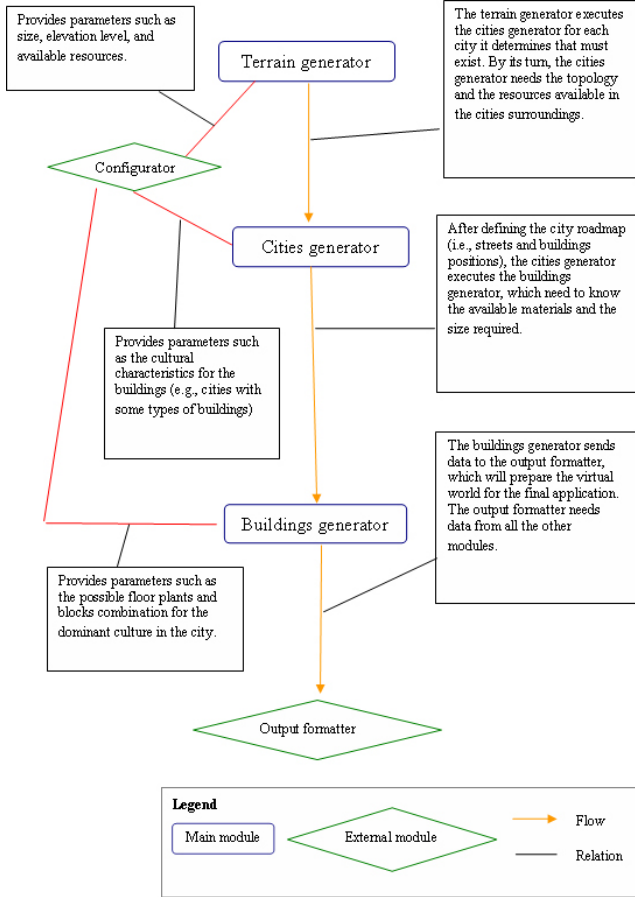 Provides parameters such as
size, elevation level, and
available resources.
Terrain generator
The terrain generator executes
the cities generator for each
city it determines that must
exist. By its turn, the cities
generator needs the topology
and the resources available in
the cities surroundings.
Configurator
Cities generator
After defining the city roadmap
(i.e., streets and buildings
positions), the cities generator
executes the buildings
generator, which need to know
the available materials and the
size required.
Provides parameters such
as the cultural
characteristics for the
buildings (e.g., cities with
some types of buildings)
The buildings generator sends
data to the output formatter,
which will prepare the virtual
world for the final application.
The output formatter needs
data from all the other
modules.
Buildings generator
Provides parameters such as
the possible floor plants and
blocks combination for the
dominant culture in the city.
Output formatter
Legend
Main module
External module
Flow
Relation